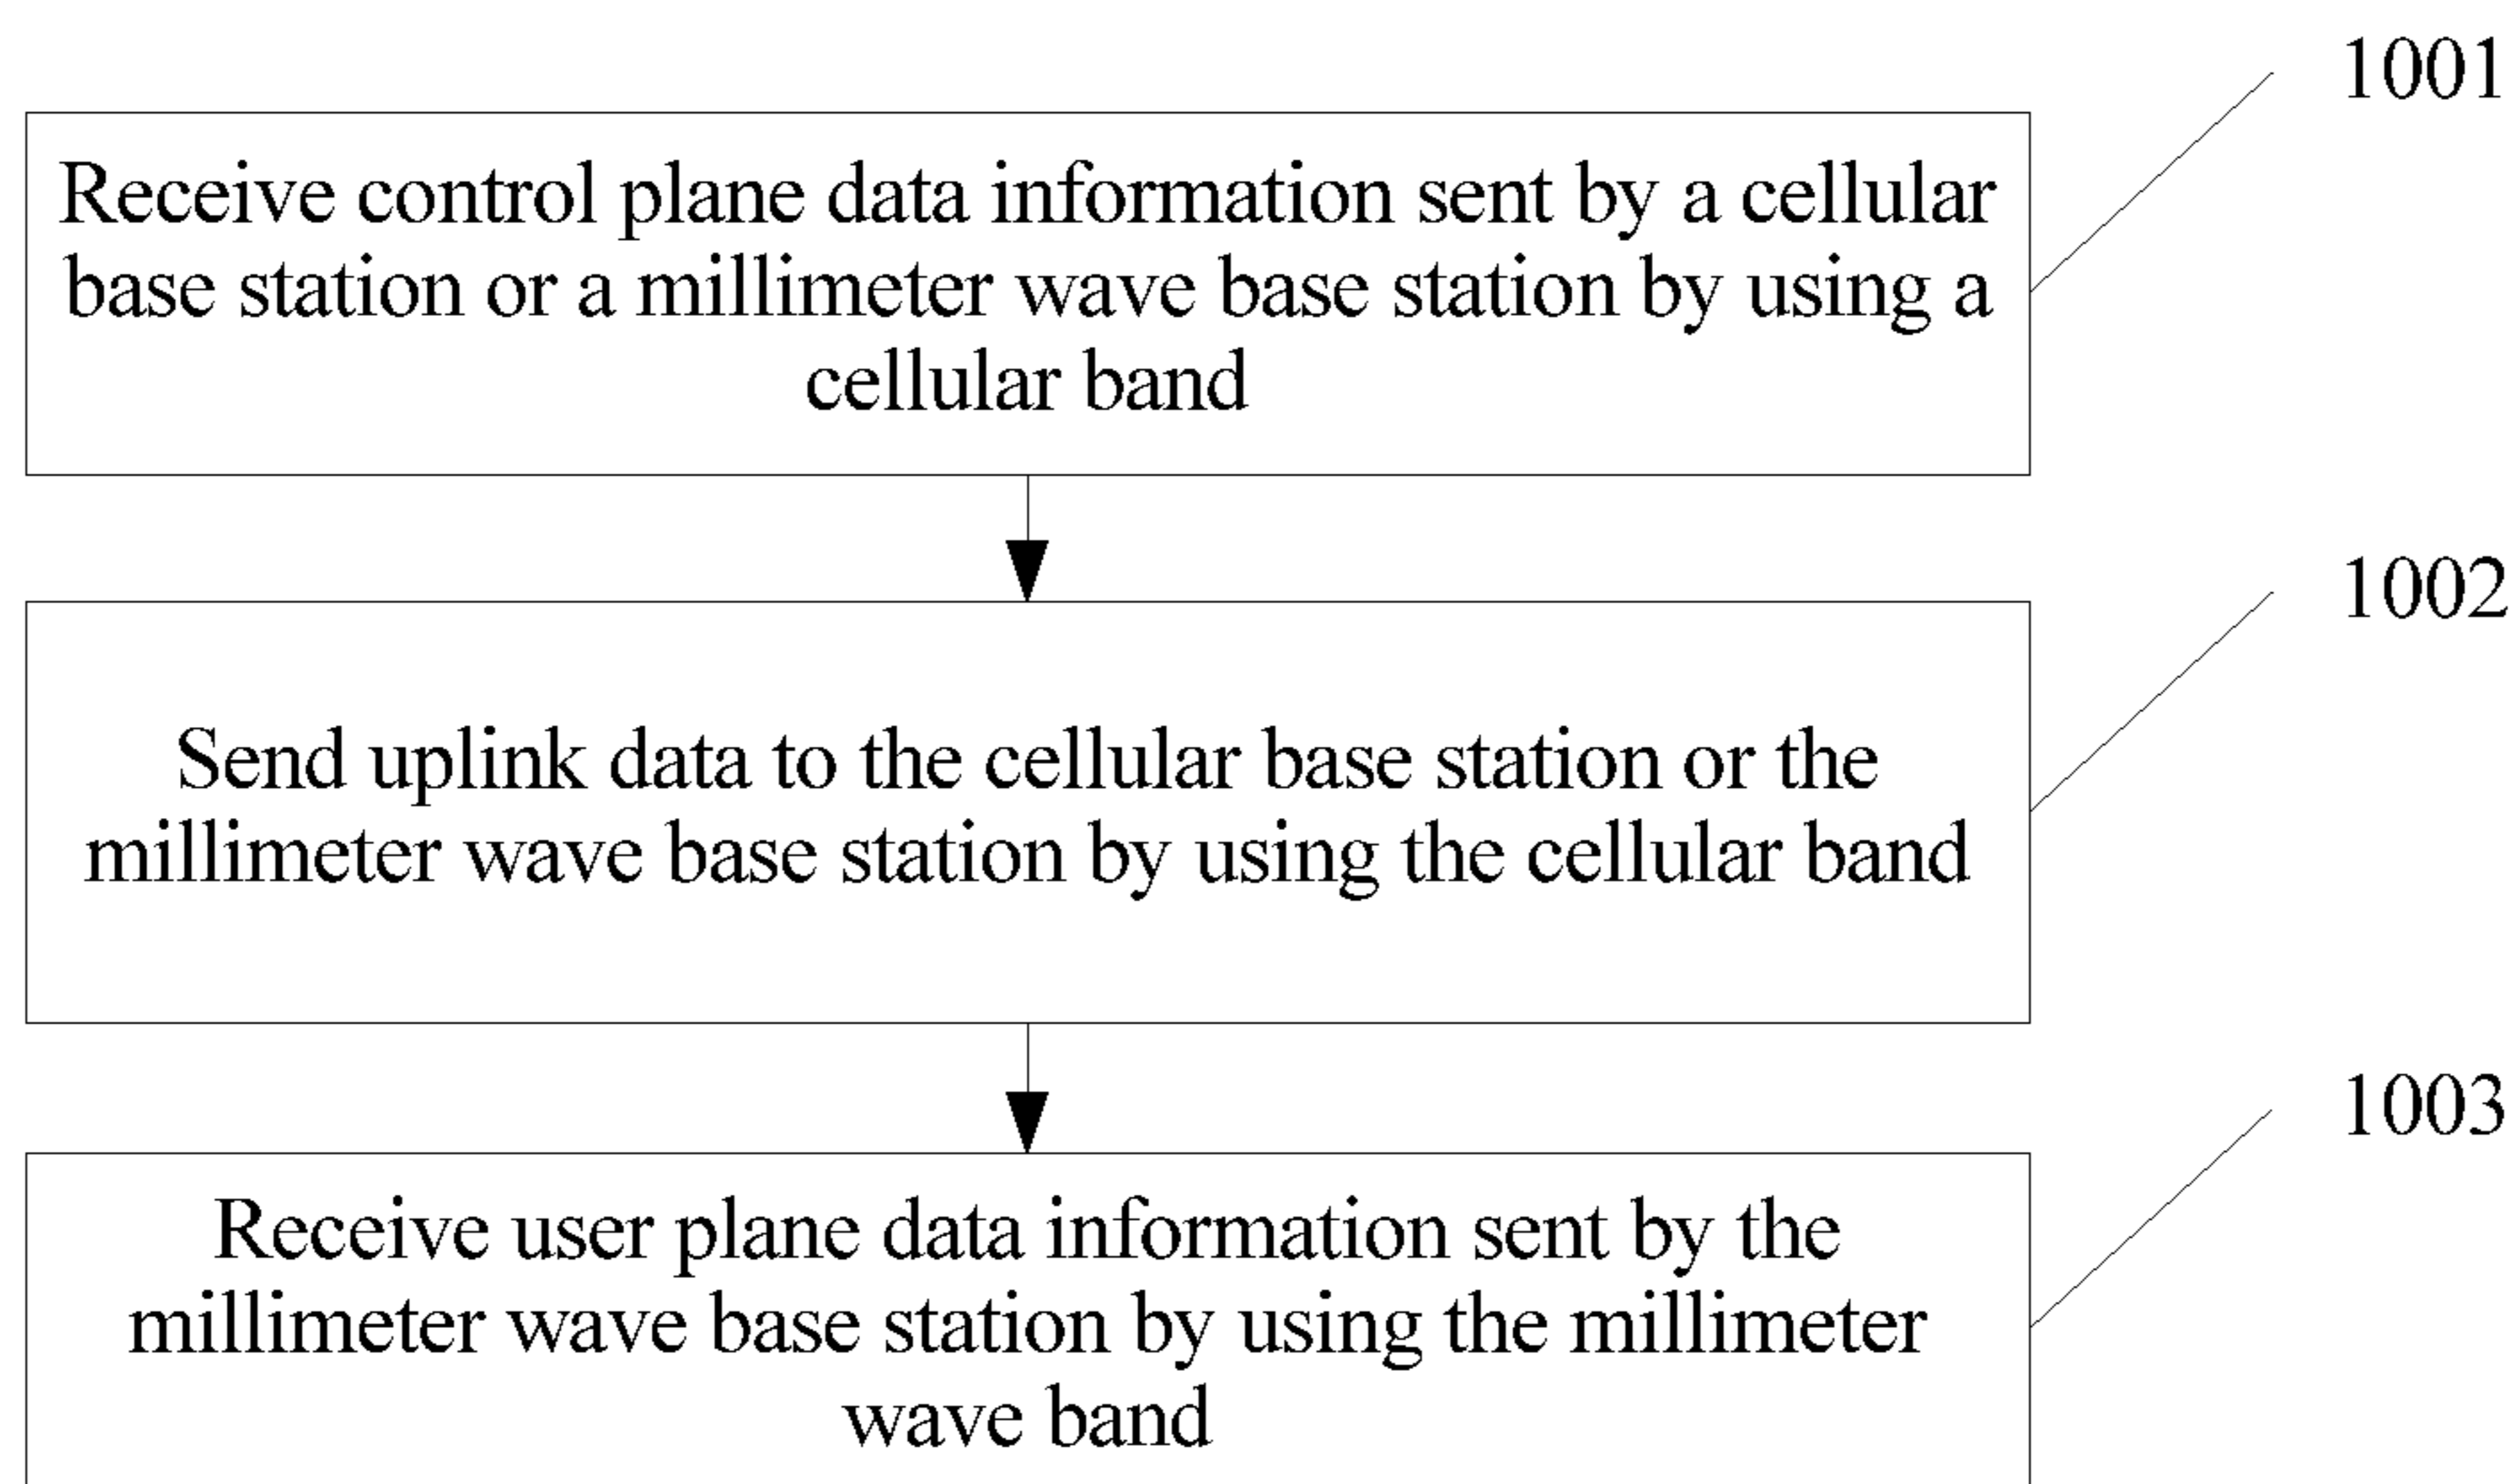 1001
Receive control plane data information sent by a cellular
base station or a millimeter wave base station by using a
cellular band
1002
Send uplink data to the cellular base station or the
millimeter wave base station by using the cellular band
1003
Receive user plane data information sent by the
millimeter wave base station by using the millimeter
wave band